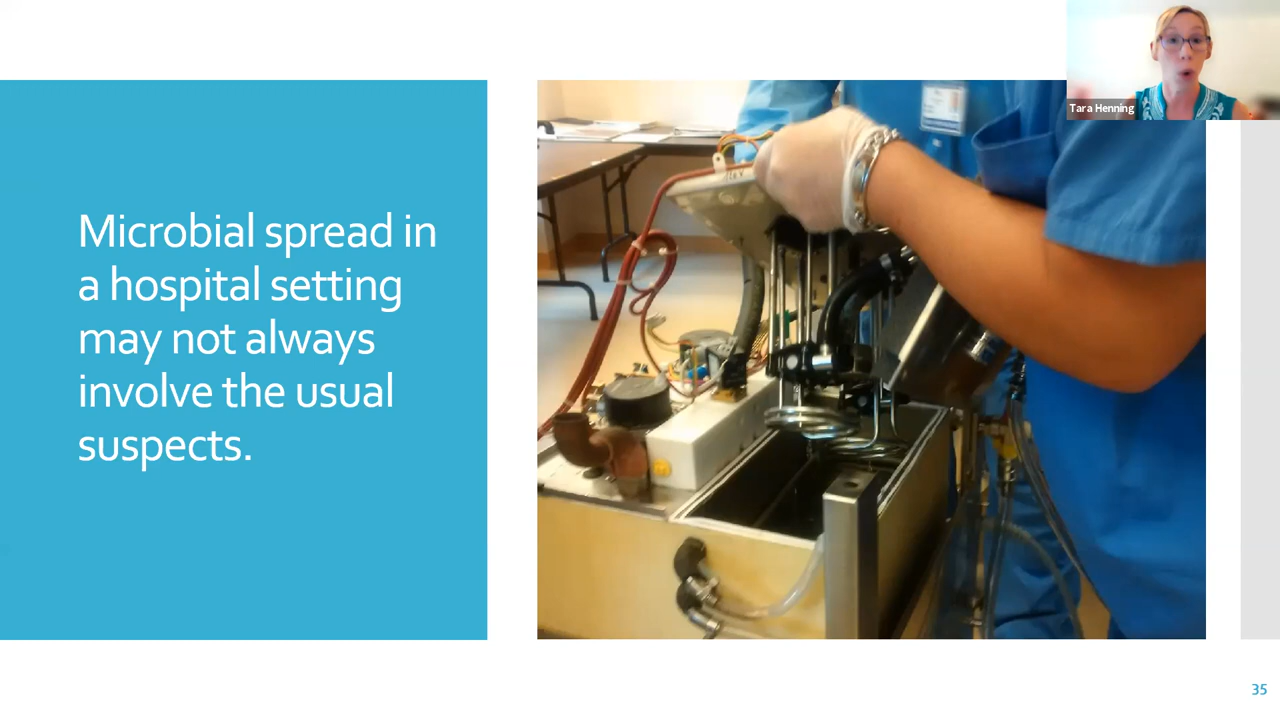 Microbial spread in
a hospital setting
may not always
involve the usual
suspects.
Tara Henning
35